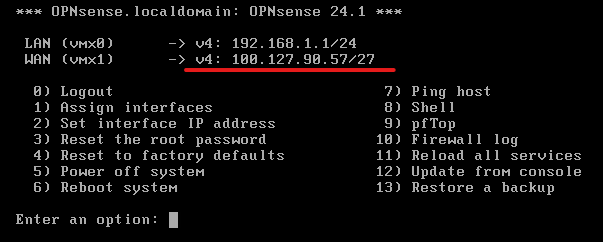 *** OPNsense.localdomain: OPNsense 24.1 ***
LAN (vmx0) -> v4: 192.168.1.1/24
WAN (vmx1) -> v4: 100.127.90.57/27
0) Logout 7) Ping host
1) Assign interfaces 8) Shell
2) Set interface IP address 9) pfTop
3) Reset the root password 10) Firewall log
4) Reset to factory defaults 11) Reload all services
5) Power off system 12) Update from console
6) Reboot system 13) Restore a backup
Enter an option: